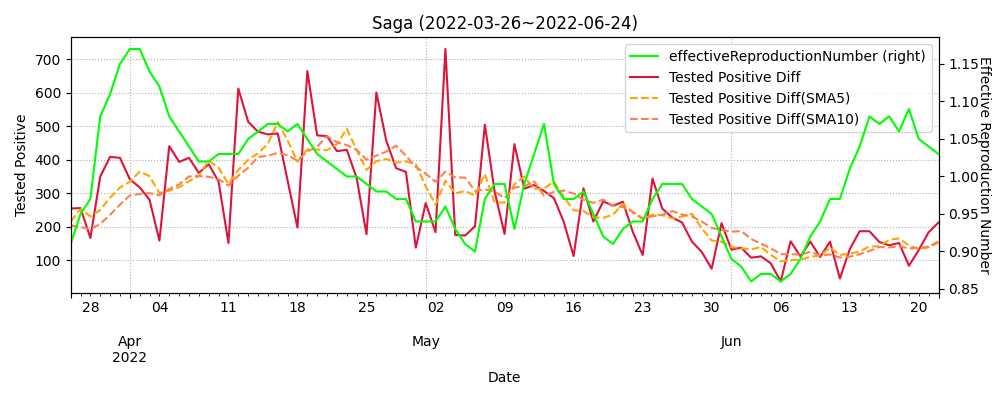 Saga (2022-03-26~2022-06-24)
effectiveReproductionNumber (right)
Tested Positive Diff
Tested Positive Diff(SMA5)
Tested Positive Diff(SMA10)
Tested Positive
700
600
500
400
300
200
100
1.15
1.10
1.05
1.00
0.95
0.90
0.85
Effective Reproduction Number
28 04 11 18 25 02 09 16 23 30 06 13 20
Apr May Jun
2022
Date